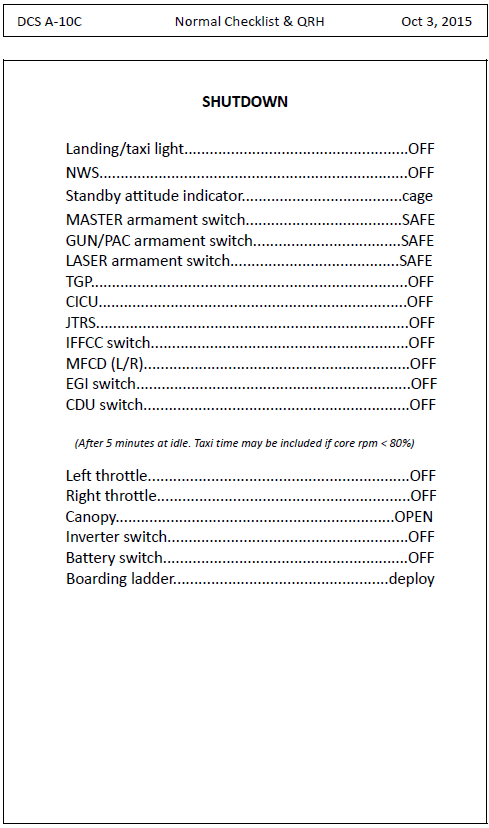 DCS A-10C Normal Checklist & QRH Oct 3, 2015
SHUTDOWN
Landing/taxi light....................................................OFF
NWS........................................................................OFF
Standby attitude indicator.....................................cage
MASTER armament switch....................................SAFE
GUN/PAC armament switch..................................SAFE
LASER armament switch.......................................SAFE
TGP.........................................................................OFF
CICU........................................................................OFF
JTRS.........................................................................OFF
IFFCC switch............................................................OFF
MFCD (L/R)..............................................................OFF
EGI switch................................................................OFF
CDU switch..............................................................OFF
(After 5 minutes at idle. Taxi time may be included if core rpm < 80%)
Left throttle.............................................................OFF
Right throttle...........................................................OFF
Canopy.................................................................OPEN
Inverter switch........................................................OFF
Battery switch.........................................................OFF
Boarding ladder..................................................deploy